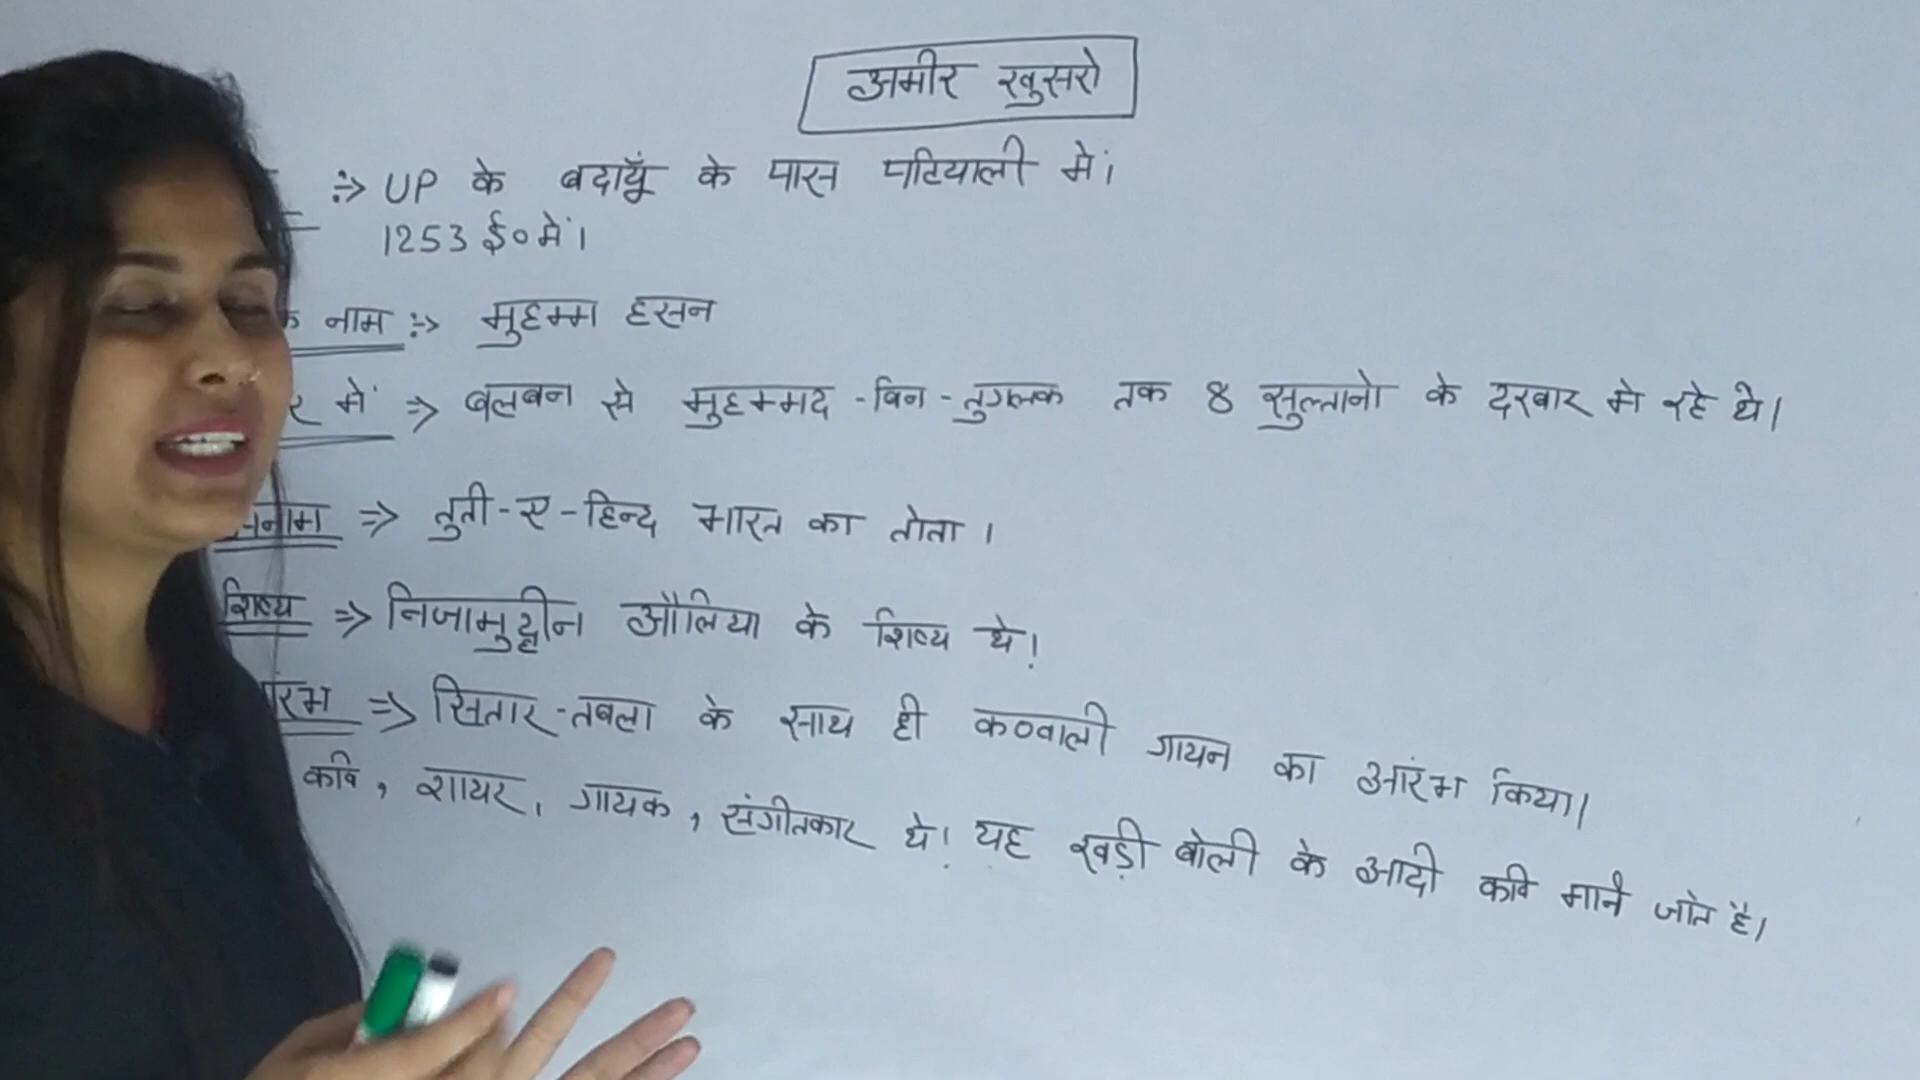 अमीर खुसरो
⇒ UP के बदायूँ के पास पटियाली में।
1253 ई० में।
नाम ⇒ मुहम्म हसन
में ⇒ बलबन से मुहम्मद - बिन - तुगलक तक 8 सुल्तानो के दरबार मे रहे थे।
⇒ तुती - ए - हिन्द भारत का तोता ।
शिष्य ⇒ निजामुद्दीन औलिया के शिष्य थे!
⇒ सितार - तबला के साथ ही कव्वाली गायन का आरंभ किया।
कवि, शायर, गायक, संगीतकार थे! यह खड़ी बोली के आदी कवि माने जाते है।